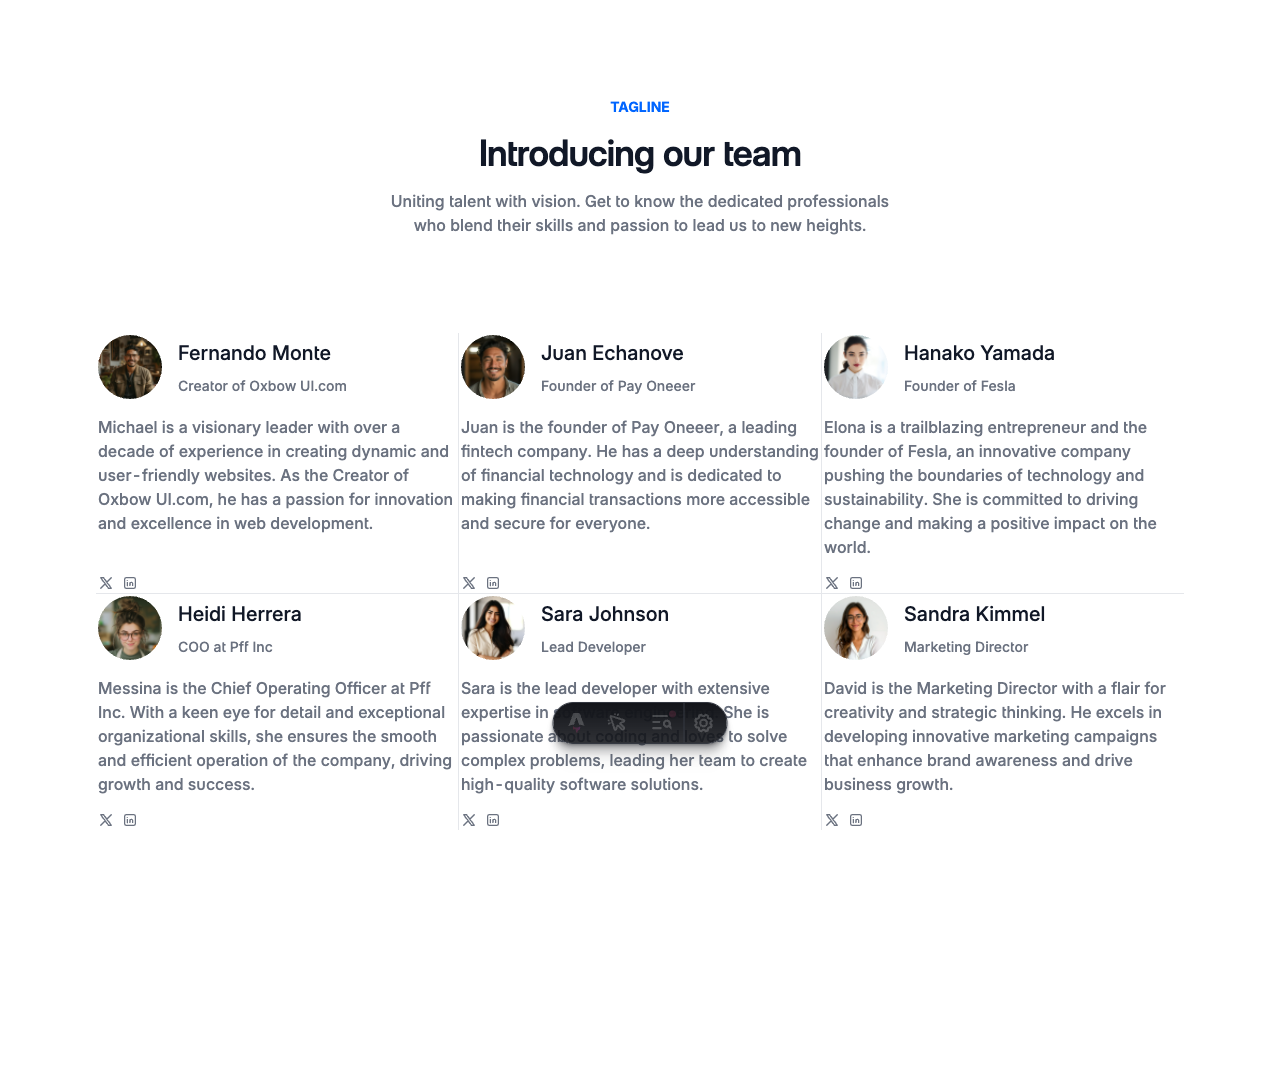 TAGLINE
Introducing our team
Uniting talent with vision. Get to know the dedicated professionals
who blend their skills and passion to lead us to new heights.
Fernando Monte
Creator of Oxbow UI.com
Michael is a visionary leader with over a
decade of experience in creating dynamic and
user-friendly websites. As the Creator of
Oxbow UI.com, he has a passion for innovation
and excellence in web development.
Juan Echanove
Founder of Pay Oneeer
Juan is the founder of Pay Oneeer, a leading
fintech company. He has a deep understanding
of financial technology and is dedicated to
making financial transactions more accessible
and secure for everyone.
Hanako Yamada
Founder of Fesla
Elona is a trailblazing entrepreneur and the
founder of Fesla, an innovative company
pushing the boundaries of technology and
sustainability. She is committed to driving
change and making a positive impact on the
world.
Heidi Herrera
COO at Pff Inc
Messina is the Chief Operating Officer at Pff
Inc. With a keen eye for detail and exceptional
organizational skills, she ensures the smooth
and efficient operation of the company, driving
growth and success.
Sara Johnson
Lead Developer
Sara is the lead developer with extensive
expertise in She is
passionate about coding and loves to solve
complex problems, leading her team to create
high-quality software solutions.
Sandra Kimmel
Marketing Director
David is the Marketing Director with a flair for
creativity and strategic thinking. He excels in
developing innovative marketing campaigns
that enhance brand awareness and drive
business growth.